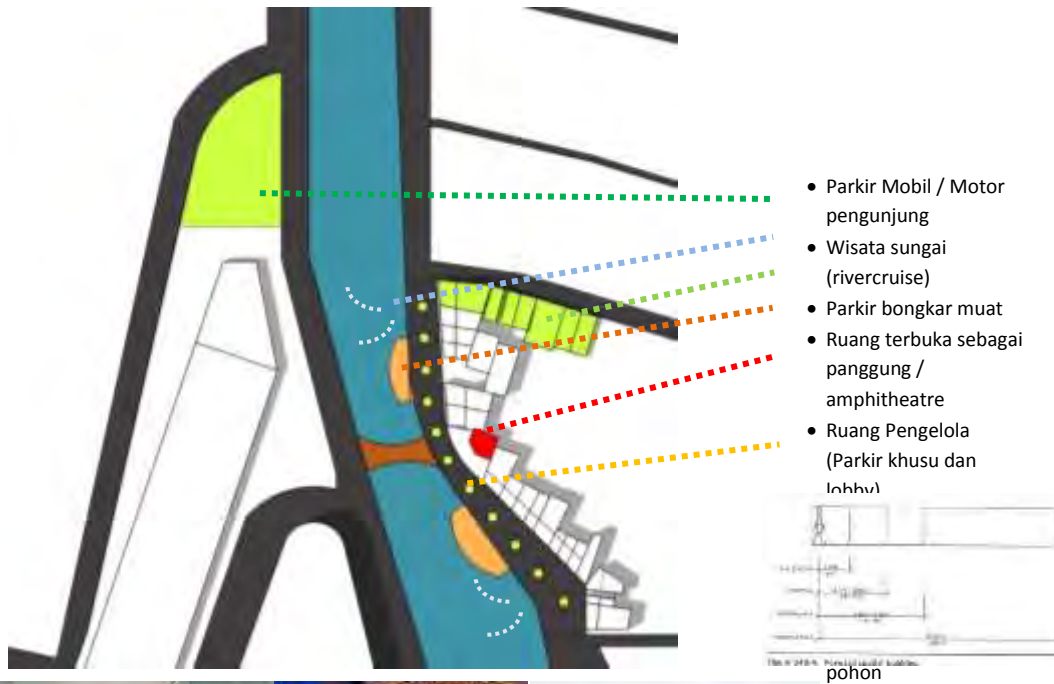 • Parkir Mobil / Motor
pengunjung
• Wisata sungai
(rivercruise)
• Parkir bongkar muat
• Ruang terbuka sebagai
panggung /
amphitheatre
• Ruang Pengelola
(Parkir khusu dan
lobby)
pohon